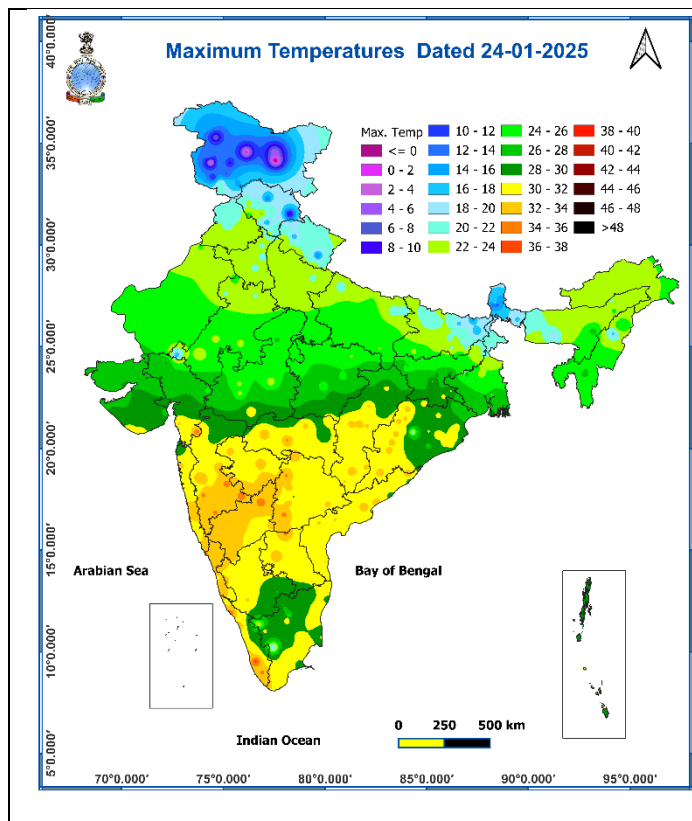 Maximum Temperatures Dated 24-01-2025
Max. Temp
<= 0
0 - 2
2 - 4
4 - 6
6 - 8
8 - 10
10 - 12
12 - 14
14 - 16
16 - 18
18 - 20
20 - 22
22 - 24
24 - 26
26 - 28
28 - 30
30 - 32
32 - 34
34 - 36
36 - 38
38 - 40
40 - 42
42 - 44
44 - 46
46 - 48
>48
40°0.000'
35°0.000'
30°0.000'
25°0.000'
20°0.000'
15°0.000'
10°0.000'
5°0.000'
Arabian Sea
Bay of Bengal
Indian Ocean
0 250 500 km
70°0.000' 75°0.000' 80°0.000' 85°0.000' 90°0.000' 95°0.000'